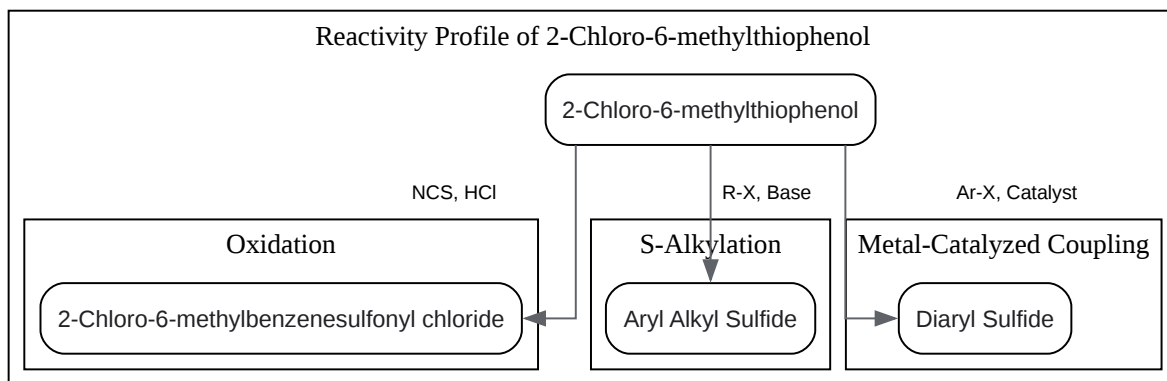 Reactivity Profile of 2-Chloro-6-methylthiophenol
2-Chloro-6-methylthiophenol
NCS, HCl
R-X, Base
Ar-X, Catalyst
Oxidation
S-Alkylation
Metal-Catalyzed Coupling
2-Chloro-6-methylbenzenesulfonyl chloride
Aryl Alkyl Sulfide
Diaryl Sulfide